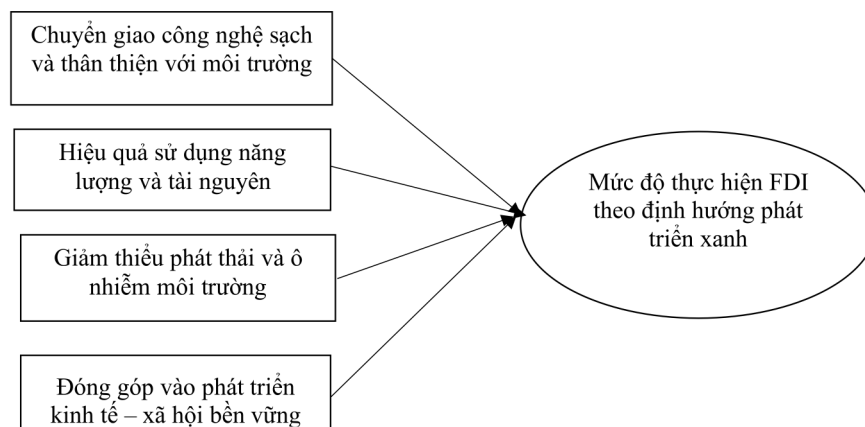 Chuyển giao công nghệ sạch
và thân thiện với môi trường
Hiệu quả sử dụng năng
lượng và tài nguyên
Giảm thiểu phát thải và ô
nhiễm môi trường
Đóng góp vào phát triển
kinh tế – xã hội bền vững
Mức độ thực hiện FDI
theo định hướng phát
triển xanh